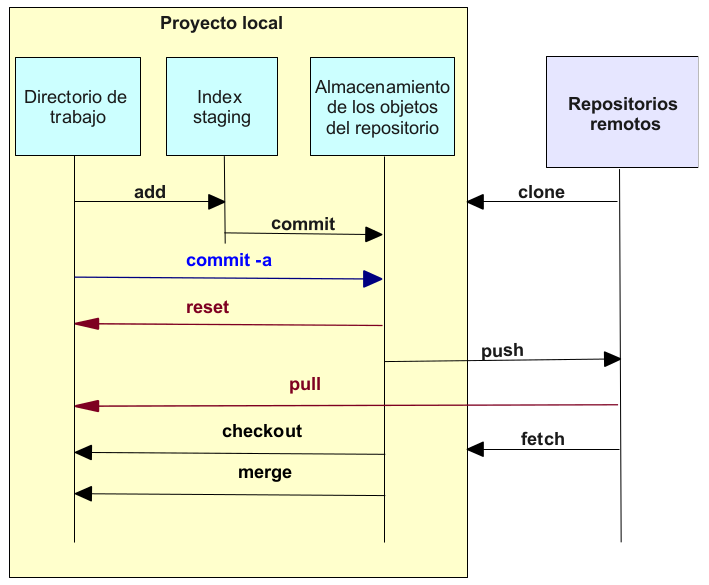 Proyecto local
Directorio de
trabajo
Index
staging
Almacenamiento
de los objetos
del repositorio
Repositorios
remotos
add
clone
commit
commit -a
reset
push
pull
checkout
fetch
merge